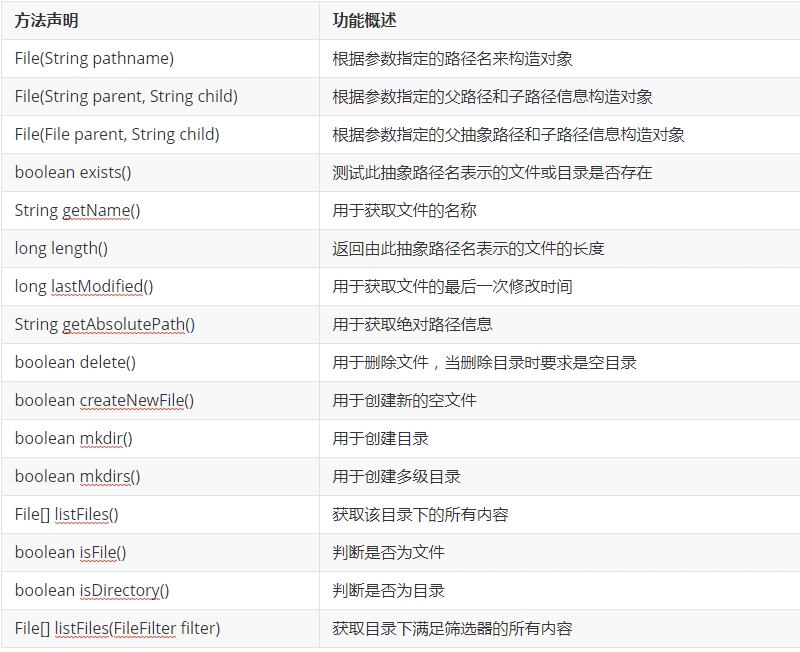 方法声明 功能概述
File(String pathname) 根据参数指定的路径名来构造对象
File(String parent, String child) 根据参数指定的父路径和子路径信息构造对象
File(File parent, String child) 根据参数指定的父抽象路径和子路径信息构造对象
boolean exists() 测试此抽象路径名表示的文件或目录是否存在
String getName() 用于获取文件的名称
long length() 返回由此抽象路径名表示的文件的长度
long lastModified() 用于获取文件的最后一次修改时间
String getAbsolutePath() 用于获取绝对路径信息
boolean delete() 用于删除文件，当删除目录时要求是空目录
boolean createNewFile() 用于创建新的空文件
boolean mkdir() 用于创建目录
boolean mkdirs() 用于创建多级目录
File[] listFiles() 获取该目录下的所有内容
boolean isFile() 判断是否为文件
boolean isDirectory() 判断是否为目录
File[] listFiles(FileFilter filter) 获取目录下满足筛选器的所有内容